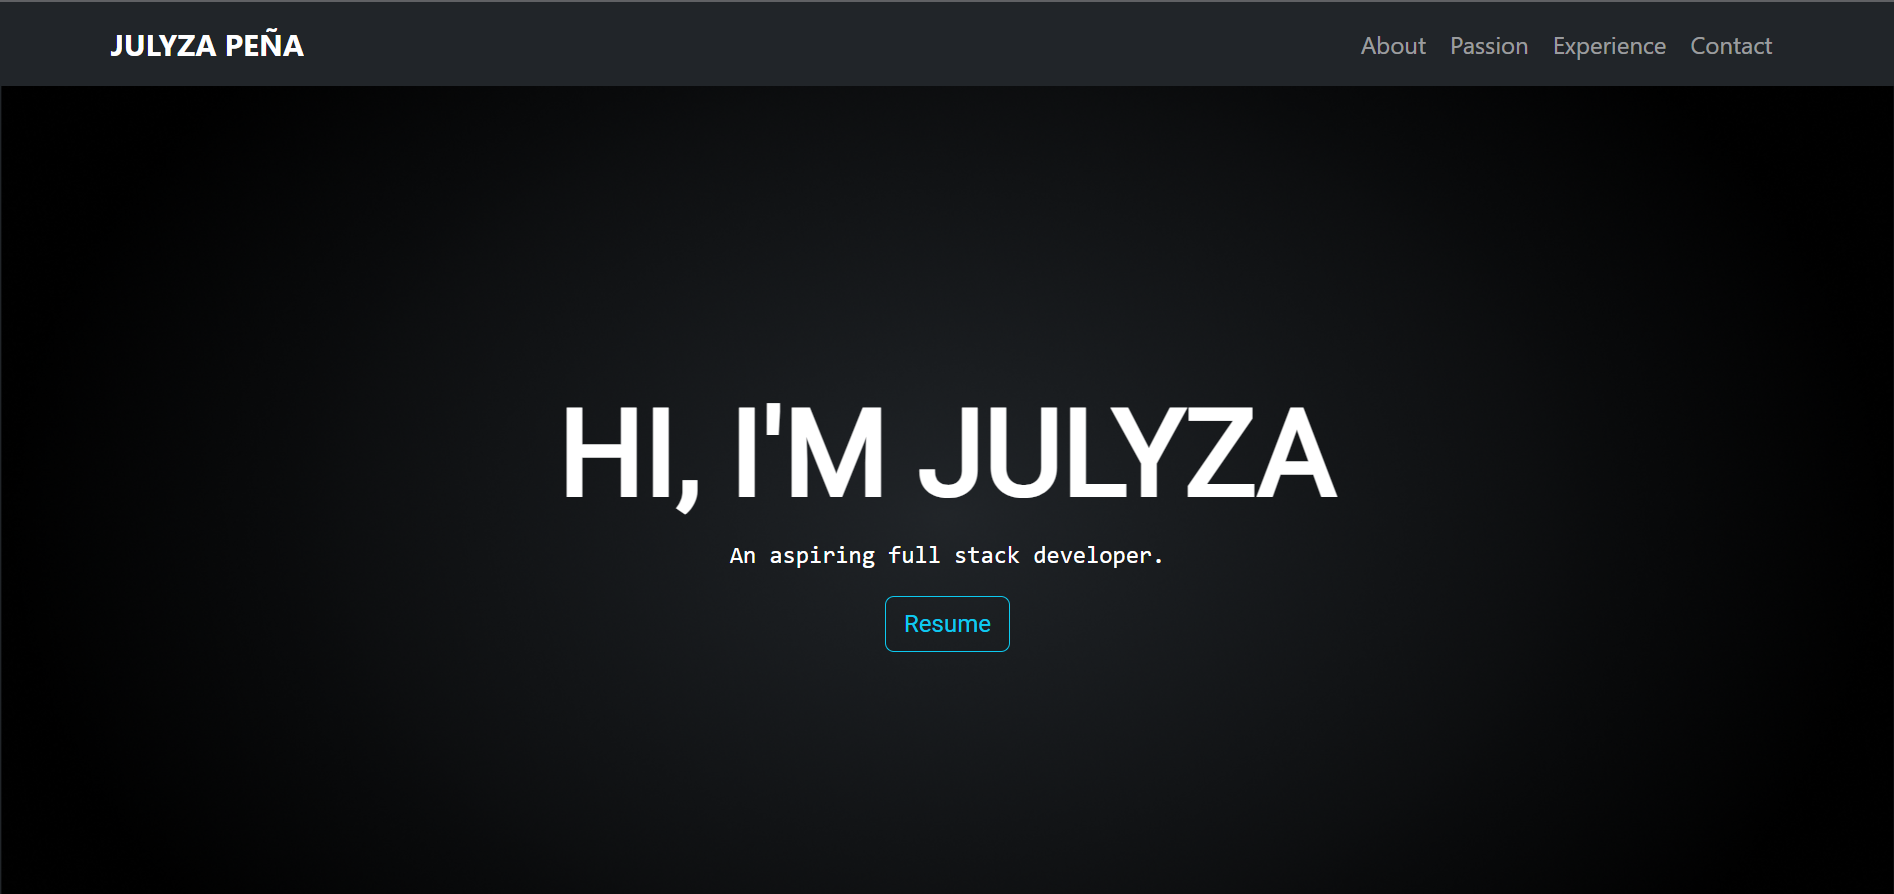 JULYZA PEÑA
About Passion Experience Contact
HI, I'M JULYZA
An aspiring full stack developer.
Resume